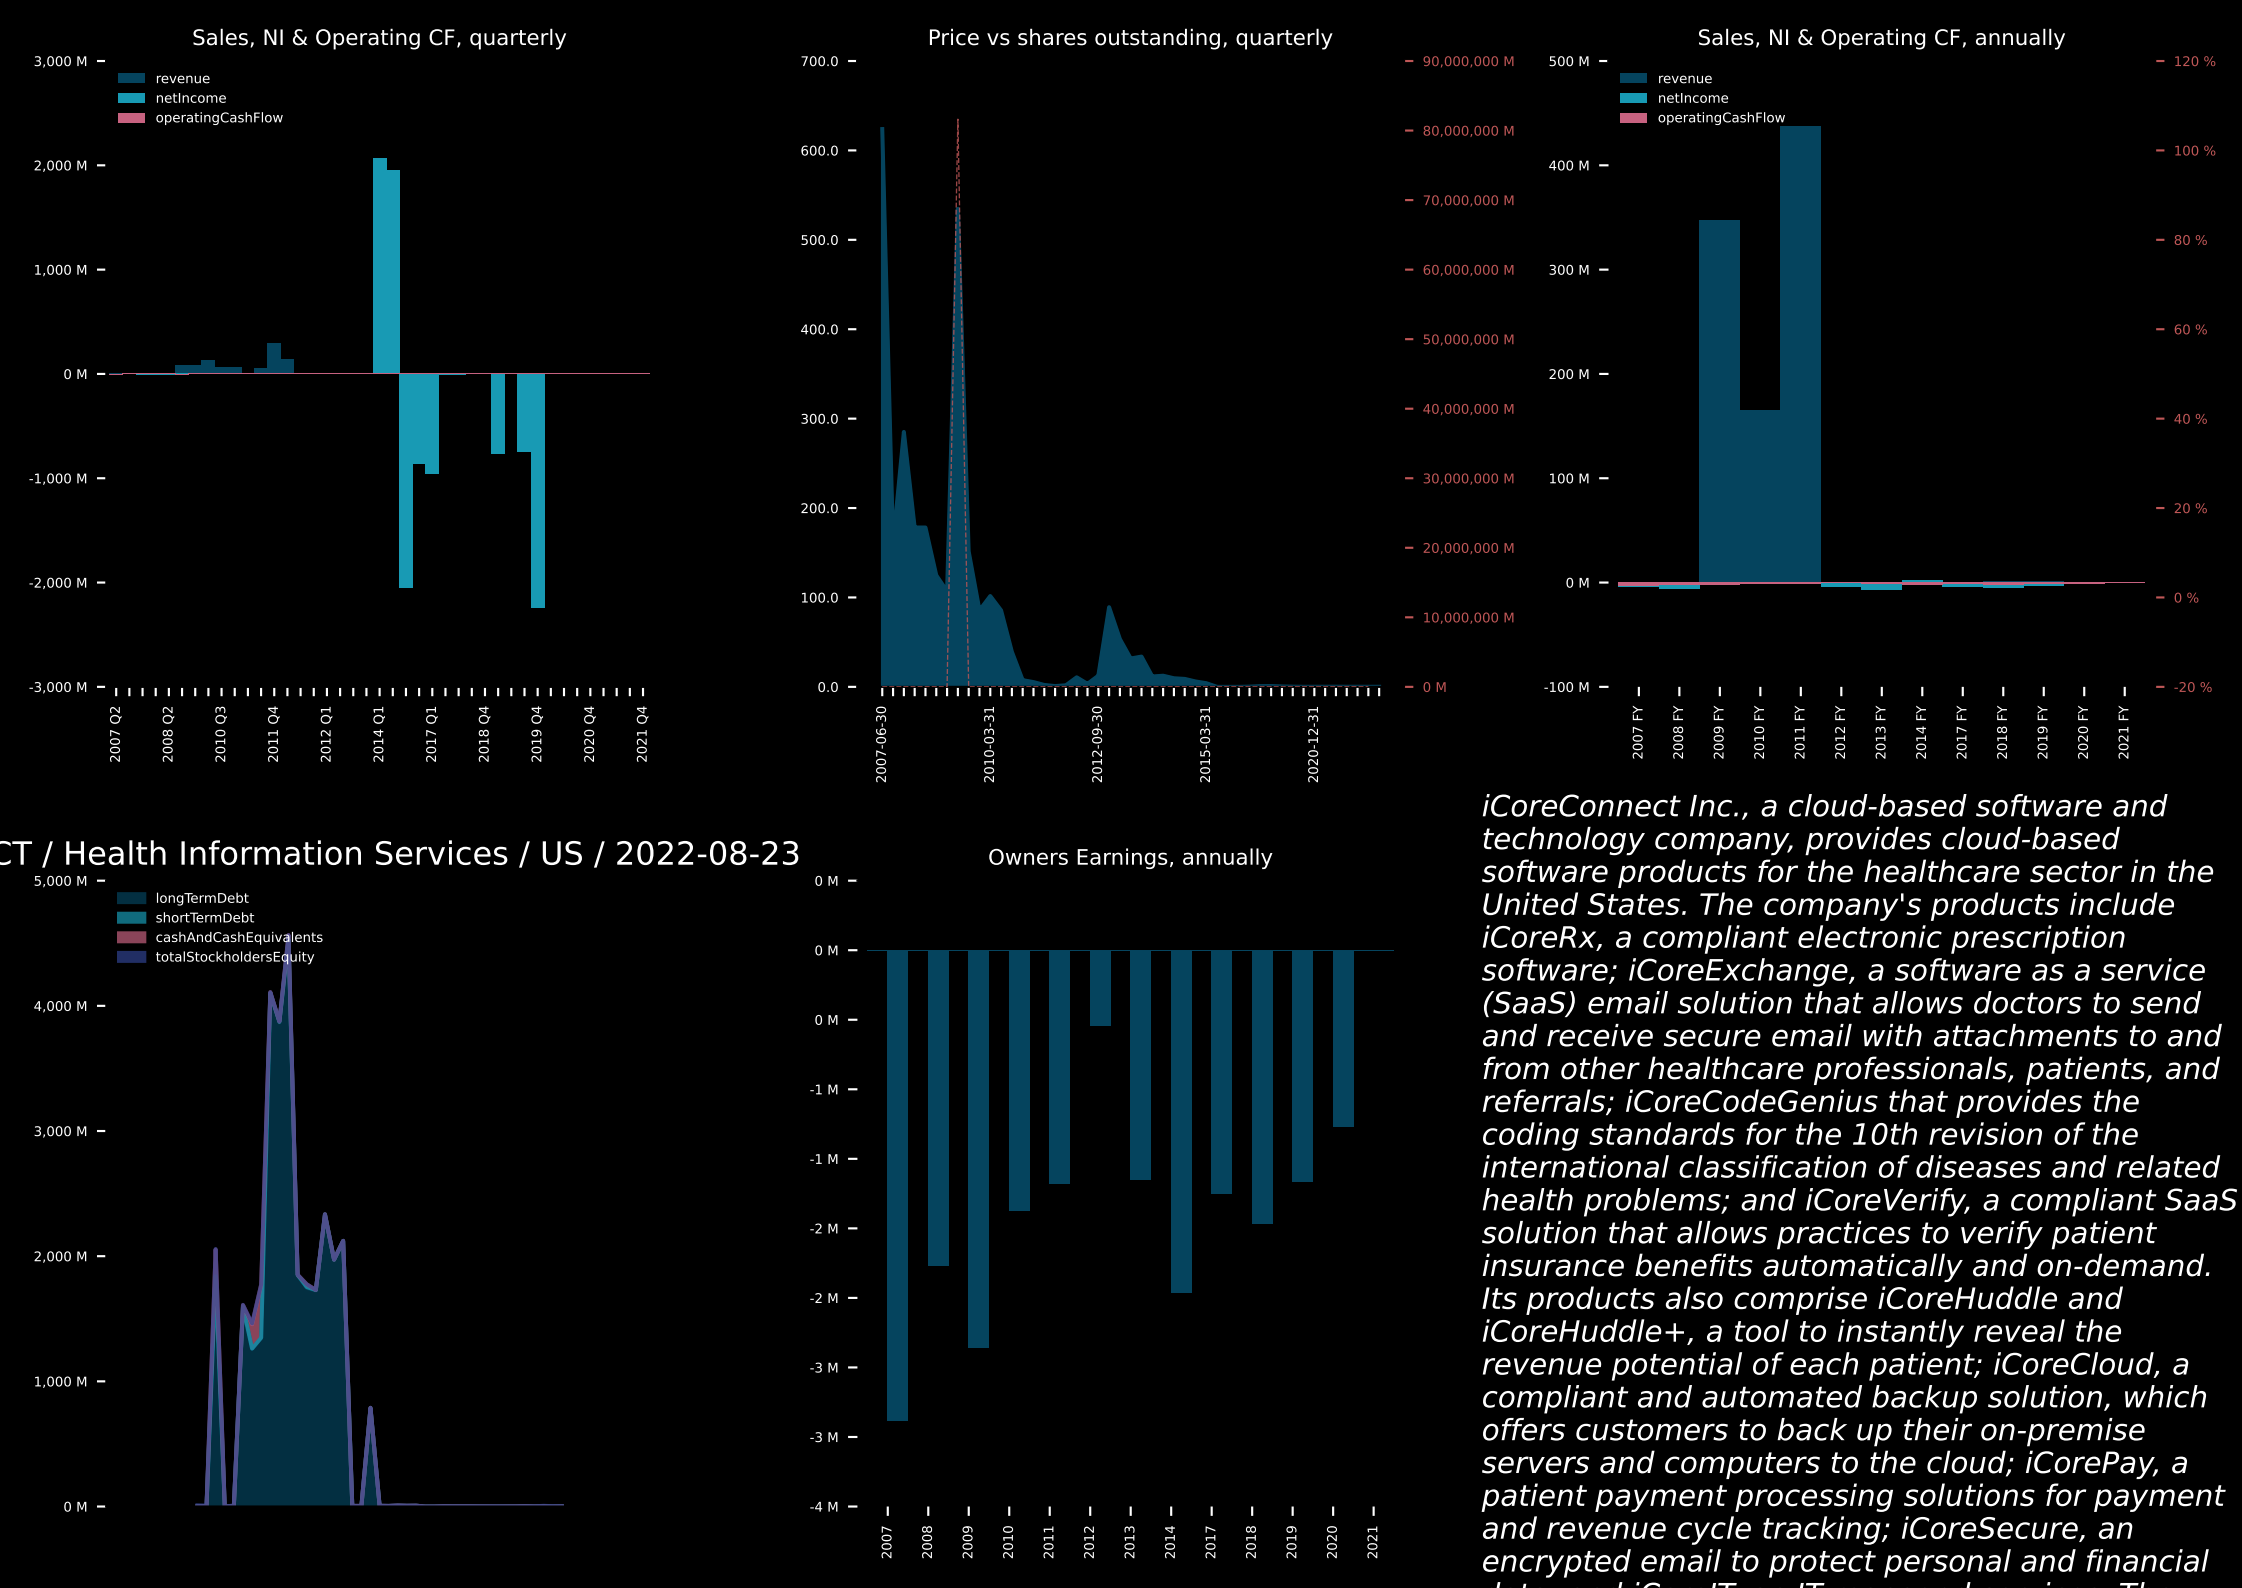 Sales, NI & Operating CF, quarterly
3,000 M
2,000 M
1,000 M
0 M
-1,000 M
-2,000 M
-3,000 M
revenue
netIncome
operatingCashFlow
2007 Q2
2008 Q2
2010 Q3
2011 Q4
2012 Q1
2014 Q1
2017 Q1
2018 Q4
2019 Q4
2020 Q4
2021 Q4
Price vs shares outstanding, quarterly
700.0
600.0
500.0
400.0
300.0
200.0
100.0
0.0
90,000,000 M
80,000,000 M
70,000,000 M
60,000,000 M
50,000,000 M
40,000,000 M
30,000,000 M
20,000,000 M
10,000,000 M
0 M
2007-06-30
2010-03-31
2012-09-30
2015-03-31
2020-12-31
Sales, NI & Operating CF, annually
500 M
400 M
300 M
200 M
100 M
0 M
-100 M
revenue
netIncome
operatingCashFlow
120 %
100 %
80 %
60 %
40 %
20 %
0 %
-20 %
2007 FY
2008 FY
2009 FY
2010 FY
2011 FY
2012 FY
2013 FY
2014 FY
2017 FY
2018 FY
2019 FY
2020 FY
2021 FY
CT / Health Information Services / US / 2022-08-23
5,000 M
4,000 M
3,000 M
2,000 M
1,000 M
0 M
longTermDebt
shortTermDebt
cashAndCashEquivalents
totalStockholdersEquity
Owners Earnings, annually
0 M
0 M
0 M
-1 M
-1 M
-2 M
-2 M
-3 M
-3 M
-4 M
2007
2008
2009
2010
2011
2012
2013
2014
2017
2018
2019
2020
2021
iCoreConnect Inc., a cloud-based software and
technology company, provides cloud-based
software products for the healthcare sector in the
United States. The company's products include
iCoreRx, a compliant electronic prescription
software; iCoreExchange, a software as a service
(SaaS) email solution that allows doctors to send
and receive secure email with attachments to and
from other healthcare professionals, patients, and
referrals; iCoreCodeGenius that provides the
coding standards for the 10th revision of the
international classification of diseases and related
health problems; and iCoreVerify, a compliant SaaS
solution that allows practices to verify patient
insurance benefits automatically and on-demand.
Its products also comprise iCoreHuddle and
iCoreHuddle+, a tool to instantly reveal the
revenue potential of each patient; iCoreCloud, a
compliant and automated backup solution, which
offers customers to back up their on-premise
servers and computers to the cloud; iCorePay, a
patient payment processing solutions for payment
and revenue cycle tracking; iCoreSecure, an
encrypted email to protect personal and financial